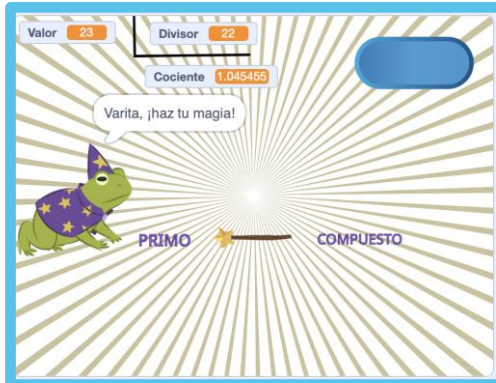 Valor 23
Divisor 22
Cociente 1.045455
Varita, ¡haz tu magia!
PRIMO
COMPUESTO